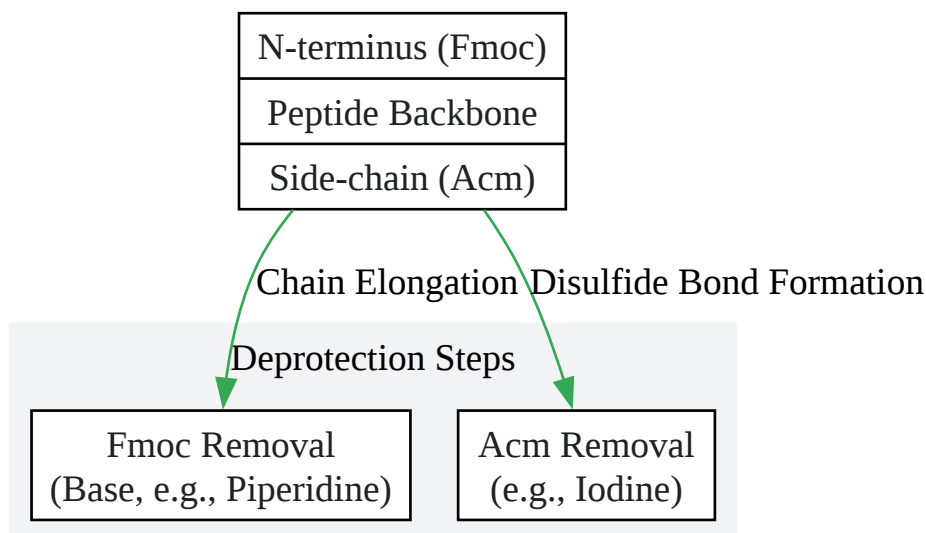 N-terminus (Fmoc)
Peptide Backbone
Side-chain (Acm)
Chain Elongation
Disulfide Bond Formation
Deprotection Steps
Fmoc Removal
(Base, e.g., Piperidine)
Acm Removal
(e.g., Iodine)